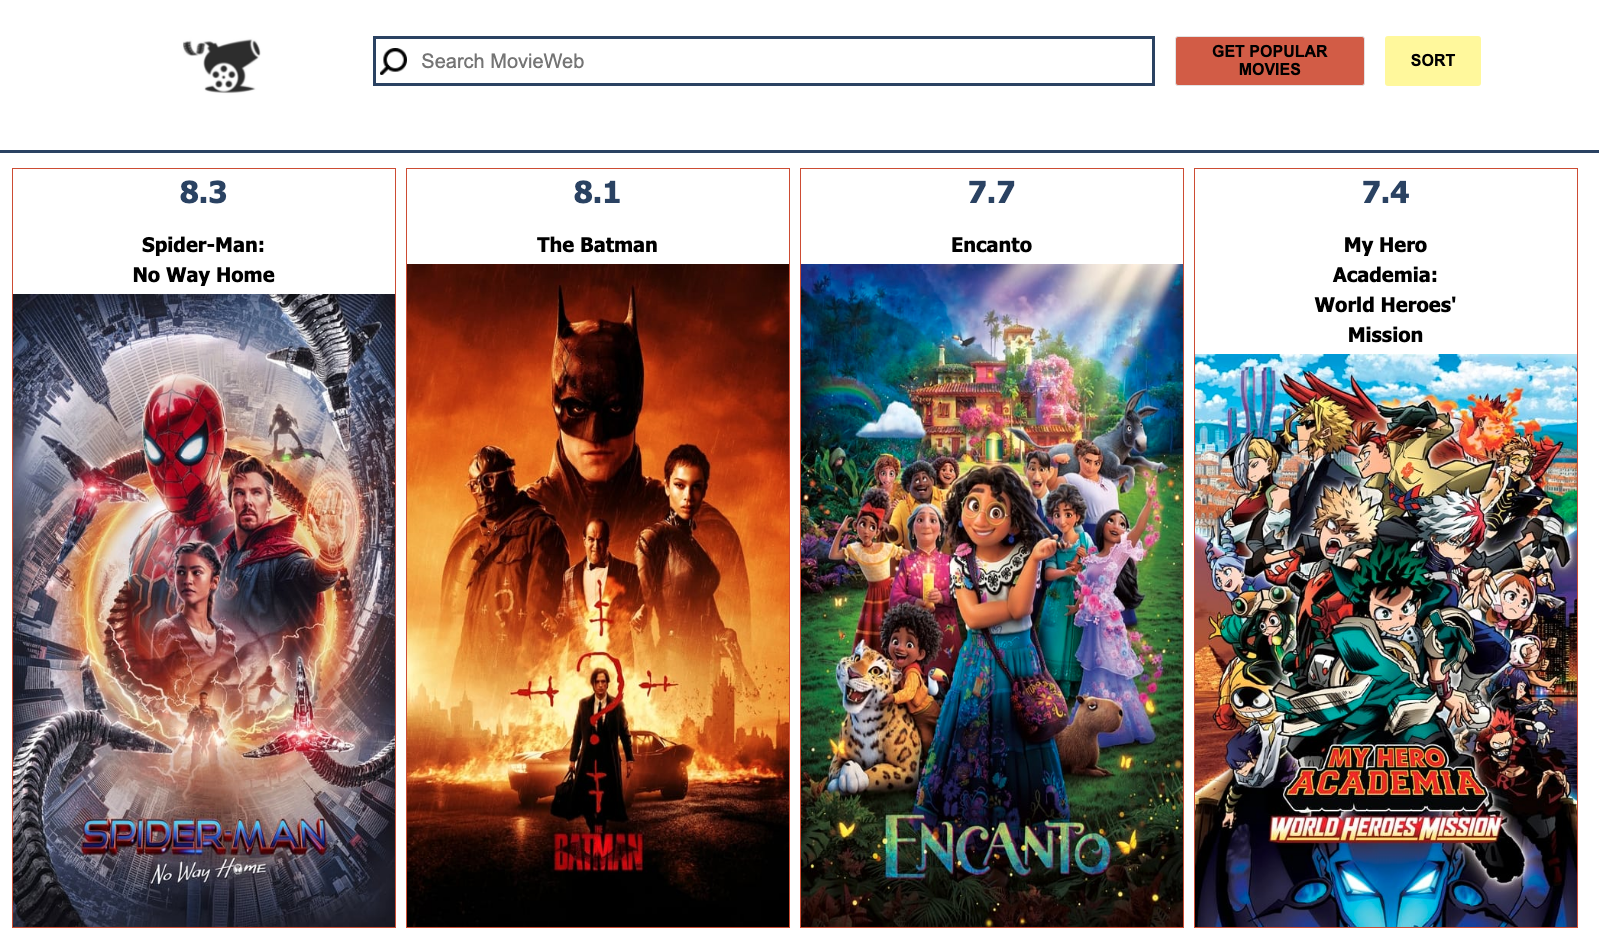 Search MovieWeb
GET POPULAR
MOVIES
SORT
8.3
Spider-Man:
No Way Home
SPIDER-MAN
No Way Home
8.1
The Batman
THE
BATMAN
7.7
Encanto
ENCANTO
7.4
My Hero
Academia:
World Heroes'
Mission
MY HERO
ACADEMIA
WORLD HEROES' MISSION